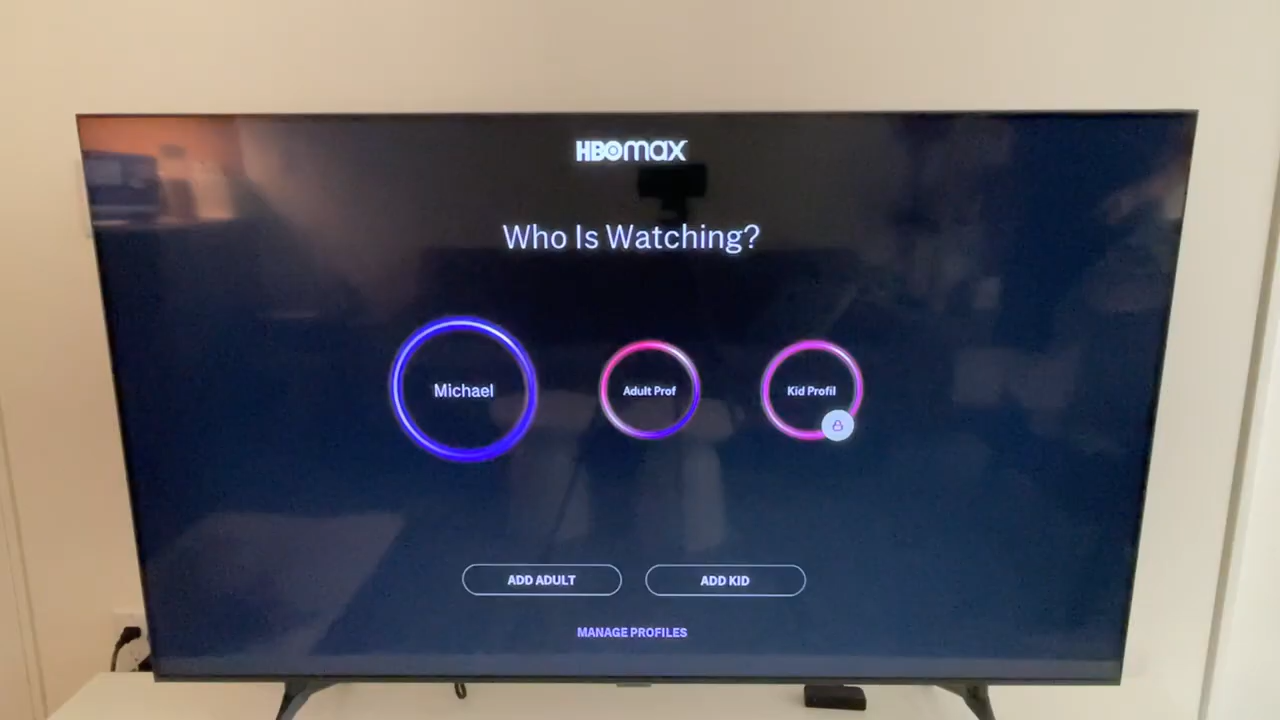 HBOmax
Who Is Watching?
Michael
Adult Prof
Kid Profil
ADD ADULT
ADD KID
MANAGE PROFILES